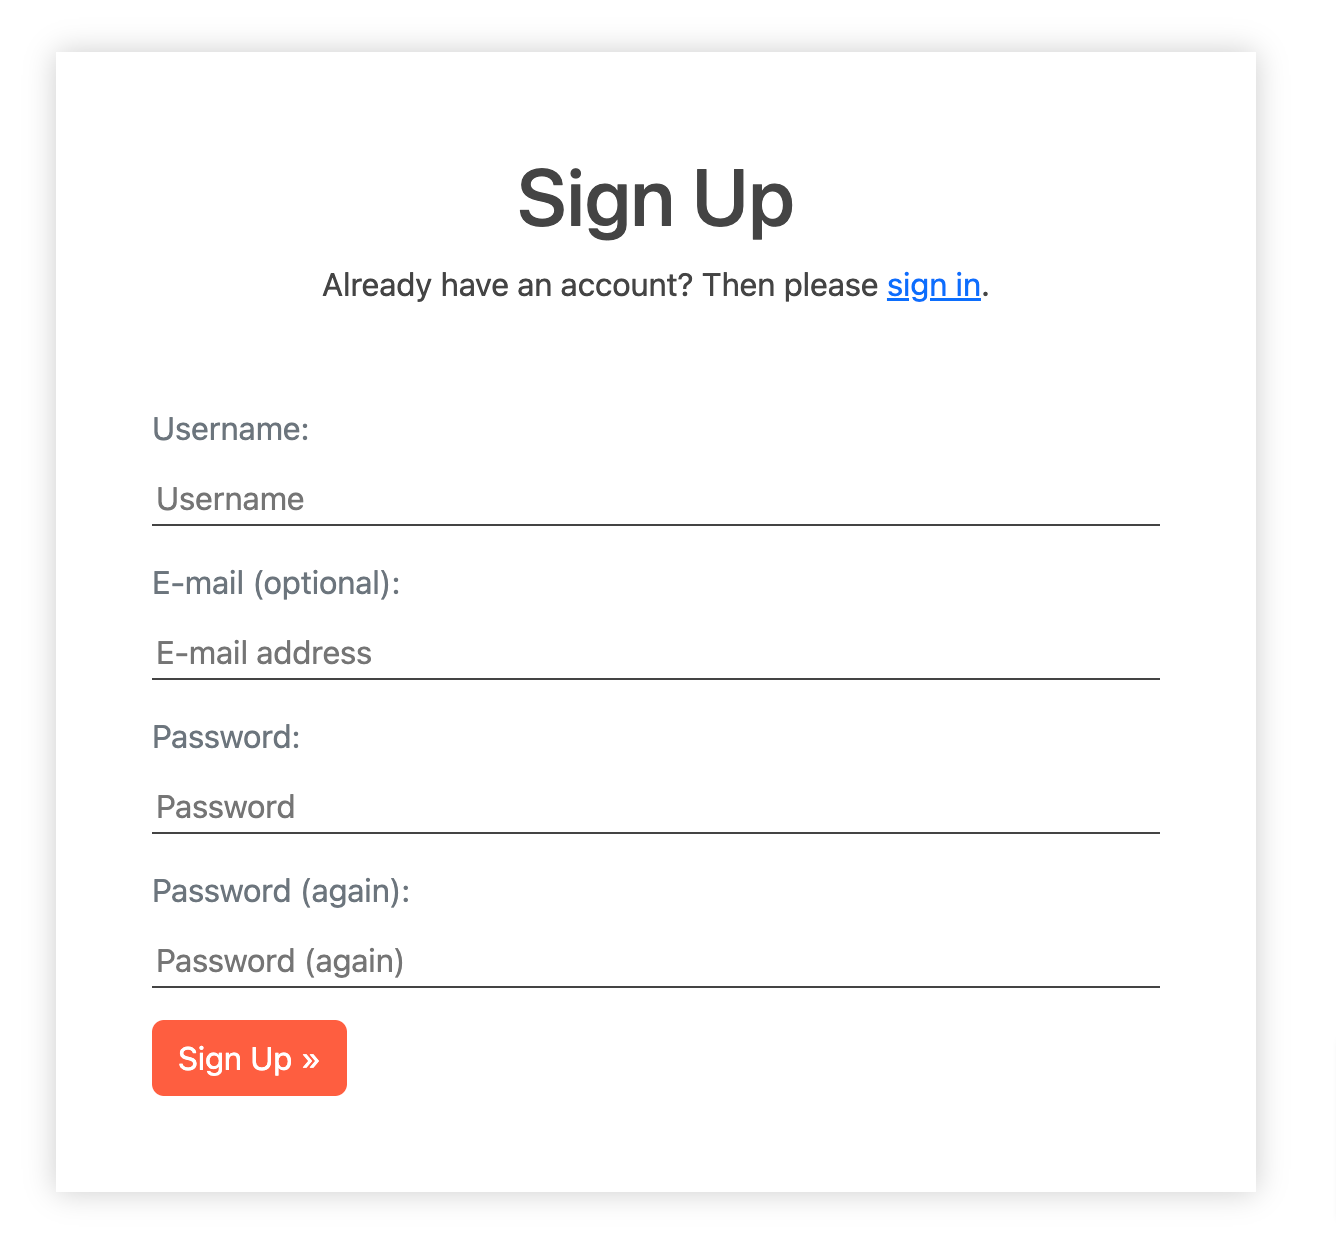 Sign Up
Already have an account? Then please sign in.
Username:
Username
E-mail (optional):
E-mail address
Password:
Password
Password (again):
Password (again)
Sign Up »